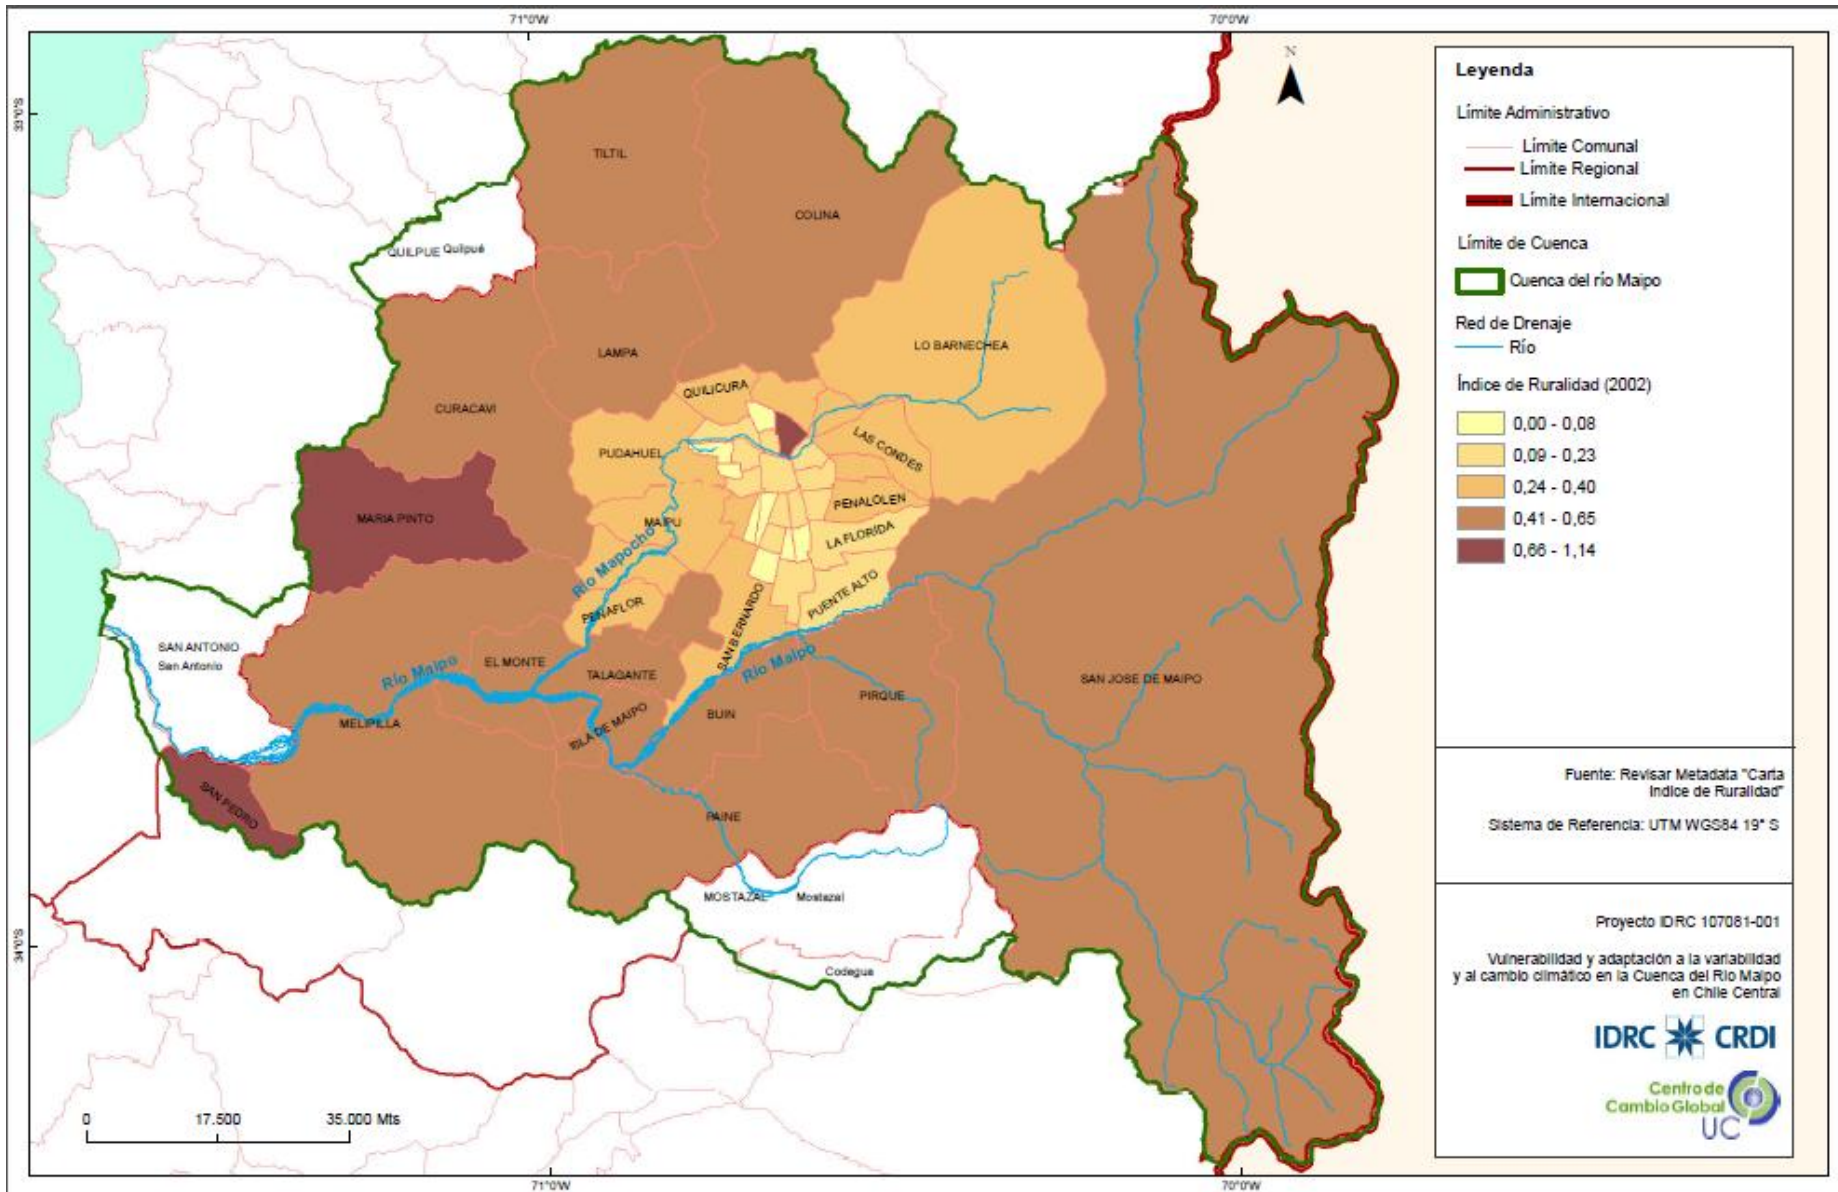 71°0'W
70°0'W
33°0'S
N
TILTIL
COLINA
QUILPUE Quilpué
LAMPA
LO BARNECHEA
QUILICURA
CURACAVI
LAS CONDES
PUDAHUEL
PENALOLEN
MARIA PINTO
MAIPU
LA FLORIDA
Río Mapocho
PUENTE ALTO
PEÑAFLOR
SAN BERNARDO
SAN ANTONIO
San Antonio
EL MONTE
Río Maipo
TALAGANTE
Río Maipo
SAN JOSE DE MAIPO
PIRQUE
MELIPILLA
ISLA DE MAIPO
BUIN
SAN PEDRO
PAINE
MOSTAZAL Mostazal
34°0'S
Codegua
0 17.500 35.000 Mts
71°0'W
70°0'W
Leyenda
Límite Administrativo
Límite Comunal
Límite Regional
Límite Internacional
Límite de Cuenca
Cuenca del río Maipo
Red de Drenaje
Río
Índice de Ruralidad (2002)
0,00 - 0,08
0,09 - 0,23
0,24 - 0,40
0,41 - 0,65
0,66 - 1,14
Fuente: Revisar Metadata "Carta
Indice de Ruralidad"
Sistema de Referencia: UTM WGS84 19° S
Proyecto IDRC 107081-001
Vulnerabilidad y adaptación a la variabilidad
y al cambio climático en la Cuenca del Río Maipo
en Chile Central
IDRC CRDI
Centro de
Cambio Global
UC